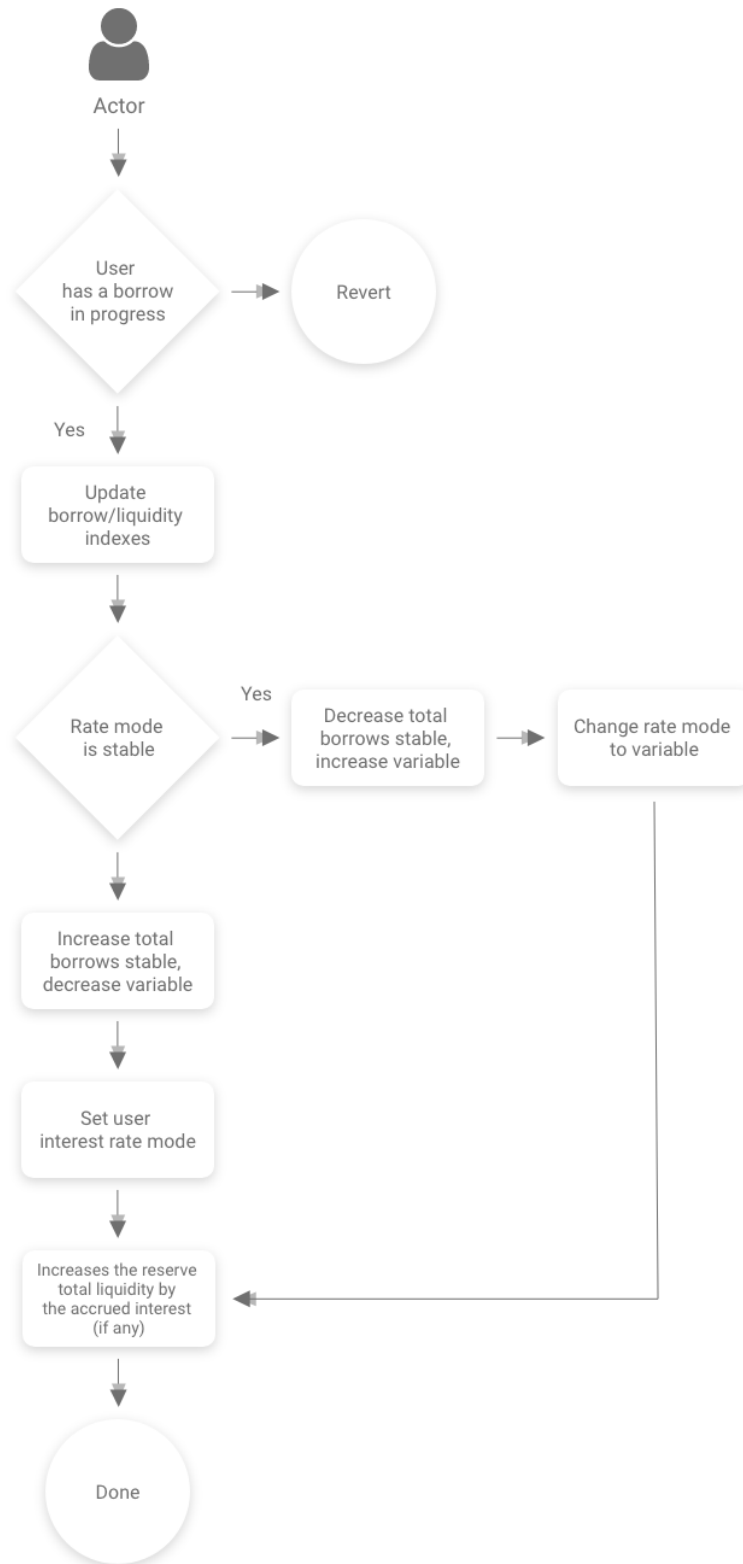 Actor
User
has a borrow
in progress
Revert
Yes
Update
borrow/liquidity
indexes
Rate mode
is stable
Yes
Decrease total
borrows stable,
increase variable
Change rate mode
to variable
Increase total
borrows stable,
decrease variable
Set user
interest rate mode
Increases the reserve
total liquidity by
the accrued interest
(if any)
Done